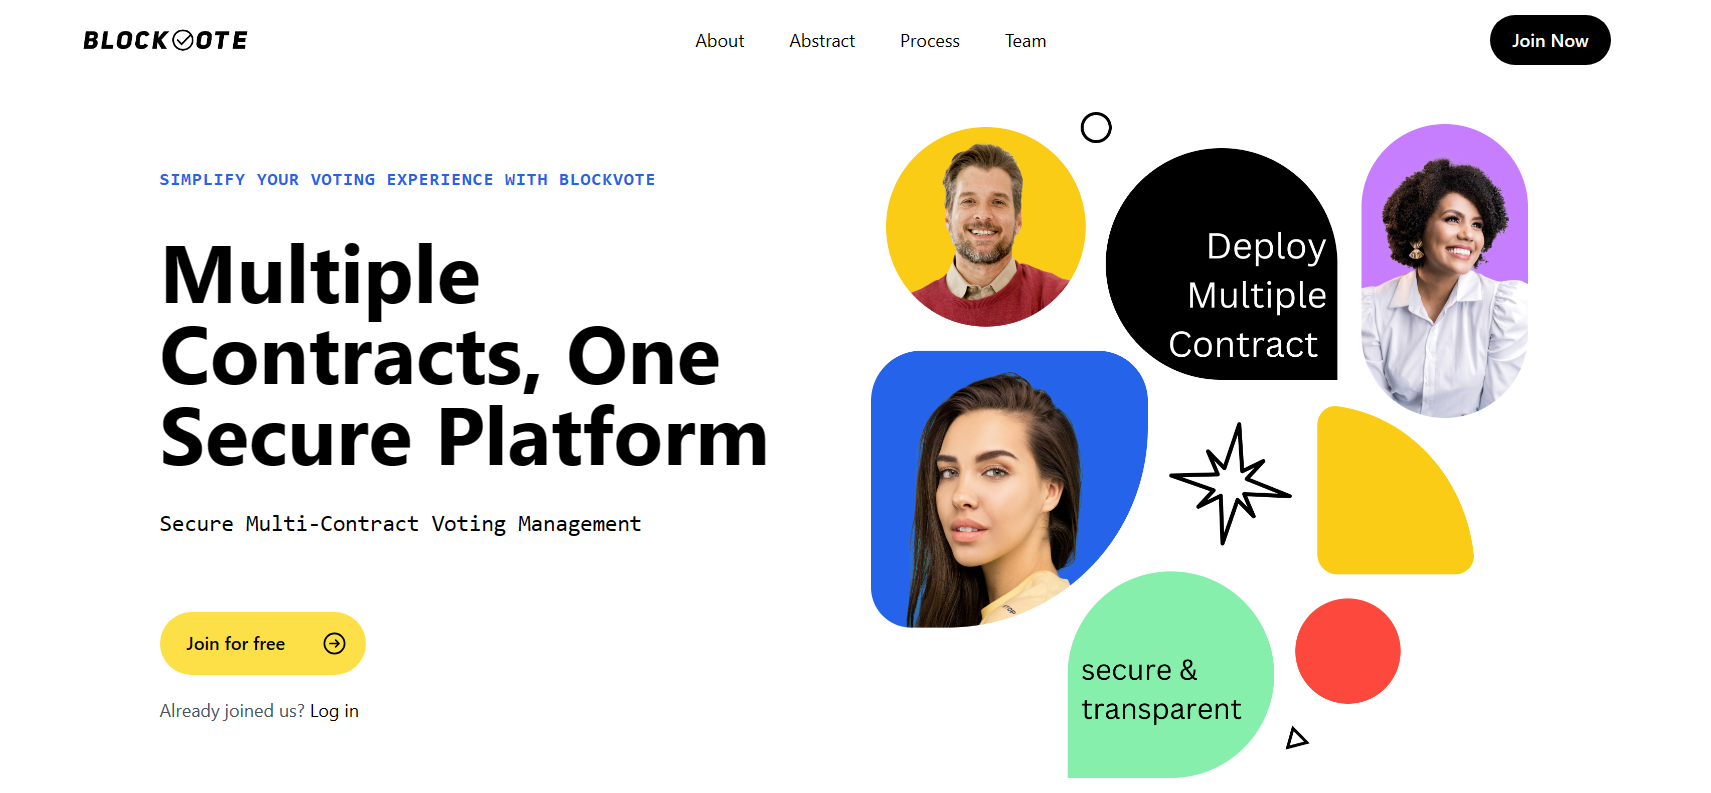 BLOCKVOTE
About
Abstract
Process
Team
Join Now
SIMPLIFY YOUR VOTING EXPERIENCE WITH BLOCKVOTE
Multiple
Contracts, One
Secure Platform
Secure Multi-Contract Voting Management
Join for free
Already joined us? Log in
Deploy
Multiple
Contract
secure &
transparent